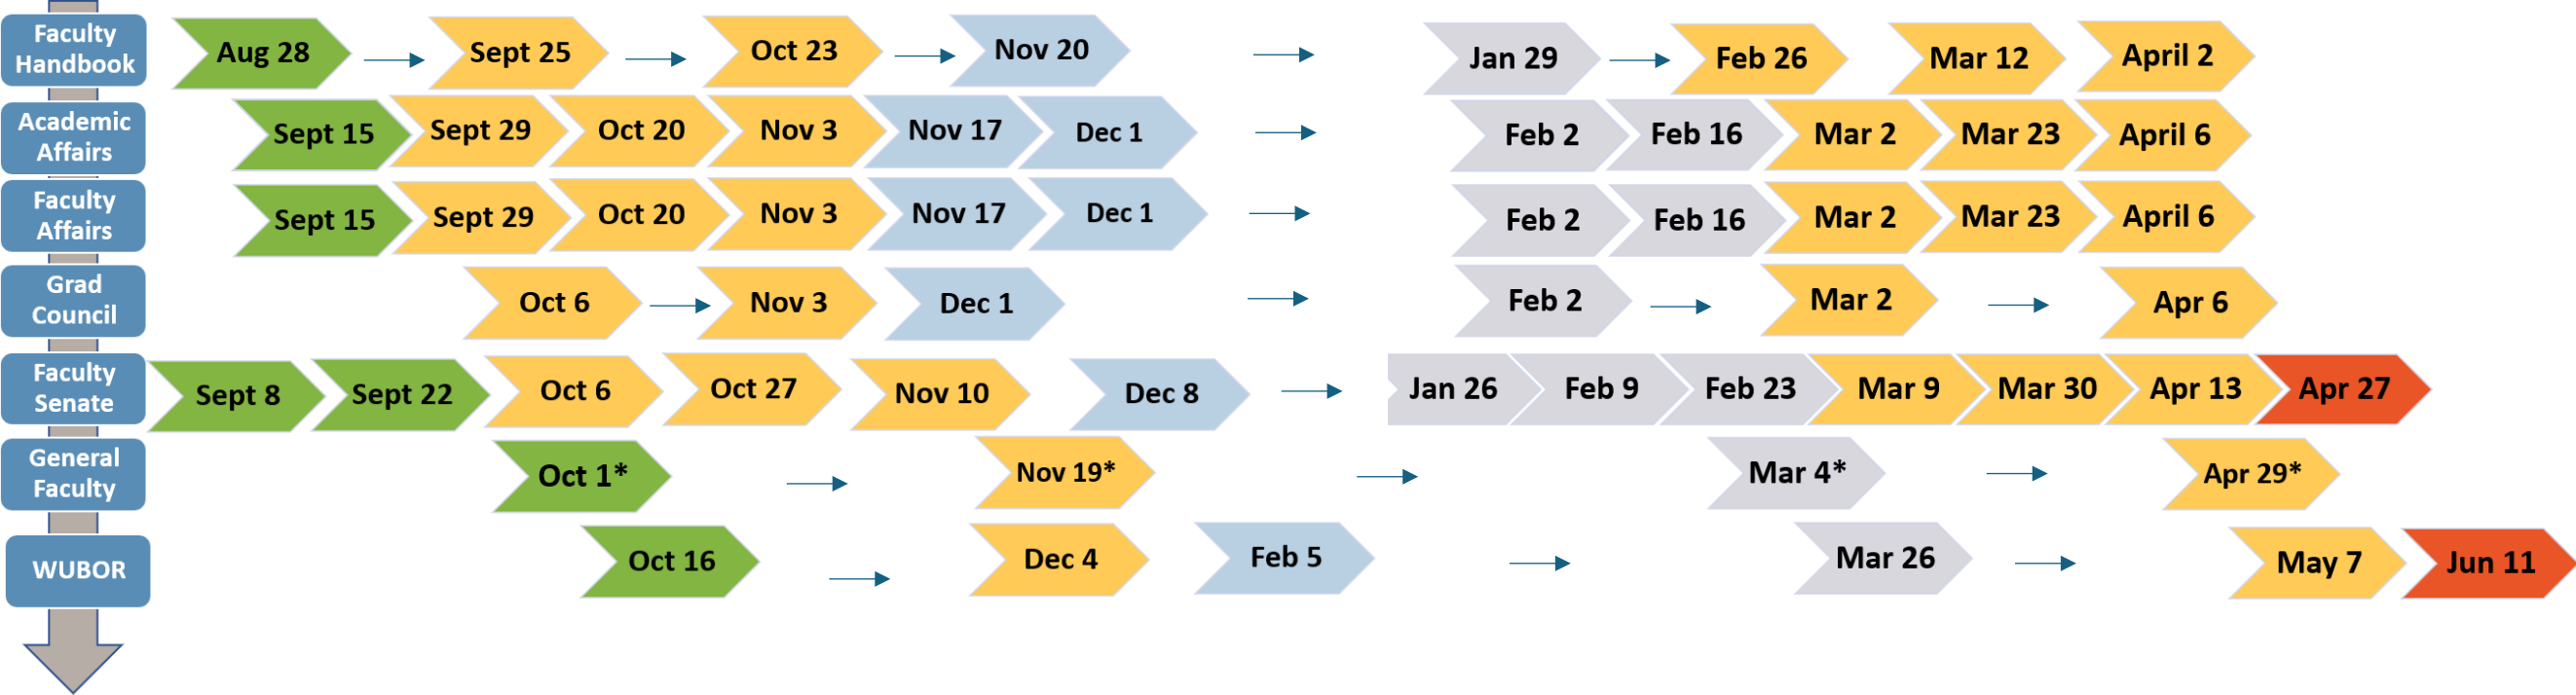 Faculty
Handbook
Aug 28
Sept 25
Oct 23
Nov 20
Jan 29
Feb 26
Mar 12
April 2
Academic
Affairs
Sept 15
Sept 29
Oct 20
Nov 3
Nov 17
Dec 1
Feb 2
Feb 16
Mar 2
Mar 23
April 6
Faculty
Affairs
Sept 15
Sept 29
Oct 20
Nov 3
Nov 17
Dec 1
Feb 2
Feb 16
Mar 2
Mar 23
April 6
Grad
Council
Oct 6
Nov 3
Dec 1
Feb 2
Mar 2
Apr 6
Faculty
Senate
Sept 8
Sept 22
Oct 6
Oct 27
Nov 10
Dec 8
Jan 26
Feb 9
Feb 23
Mar 9
Mar 30
Apr 13
Apr 27
General
Faculty
Oct 1*
Nov 19*
Mar 4*
Apr 29*
WUBOR
Oct 16
Dec 4
Feb 5
Mar 26
May 7
Jun 11